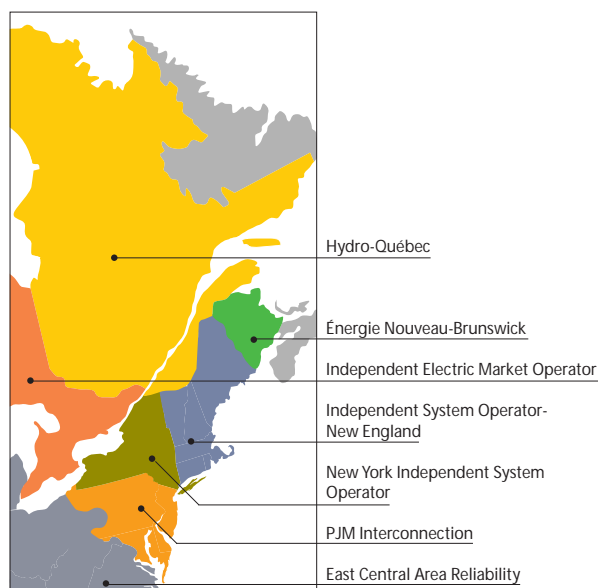 Hydro-Québec
Énergie Nouveau-Brunswick
Independent Electric Market Operator
Independent System Operator-
New England
New York Independent System
Operator
PJM Interconnection
East Central Area Reliability